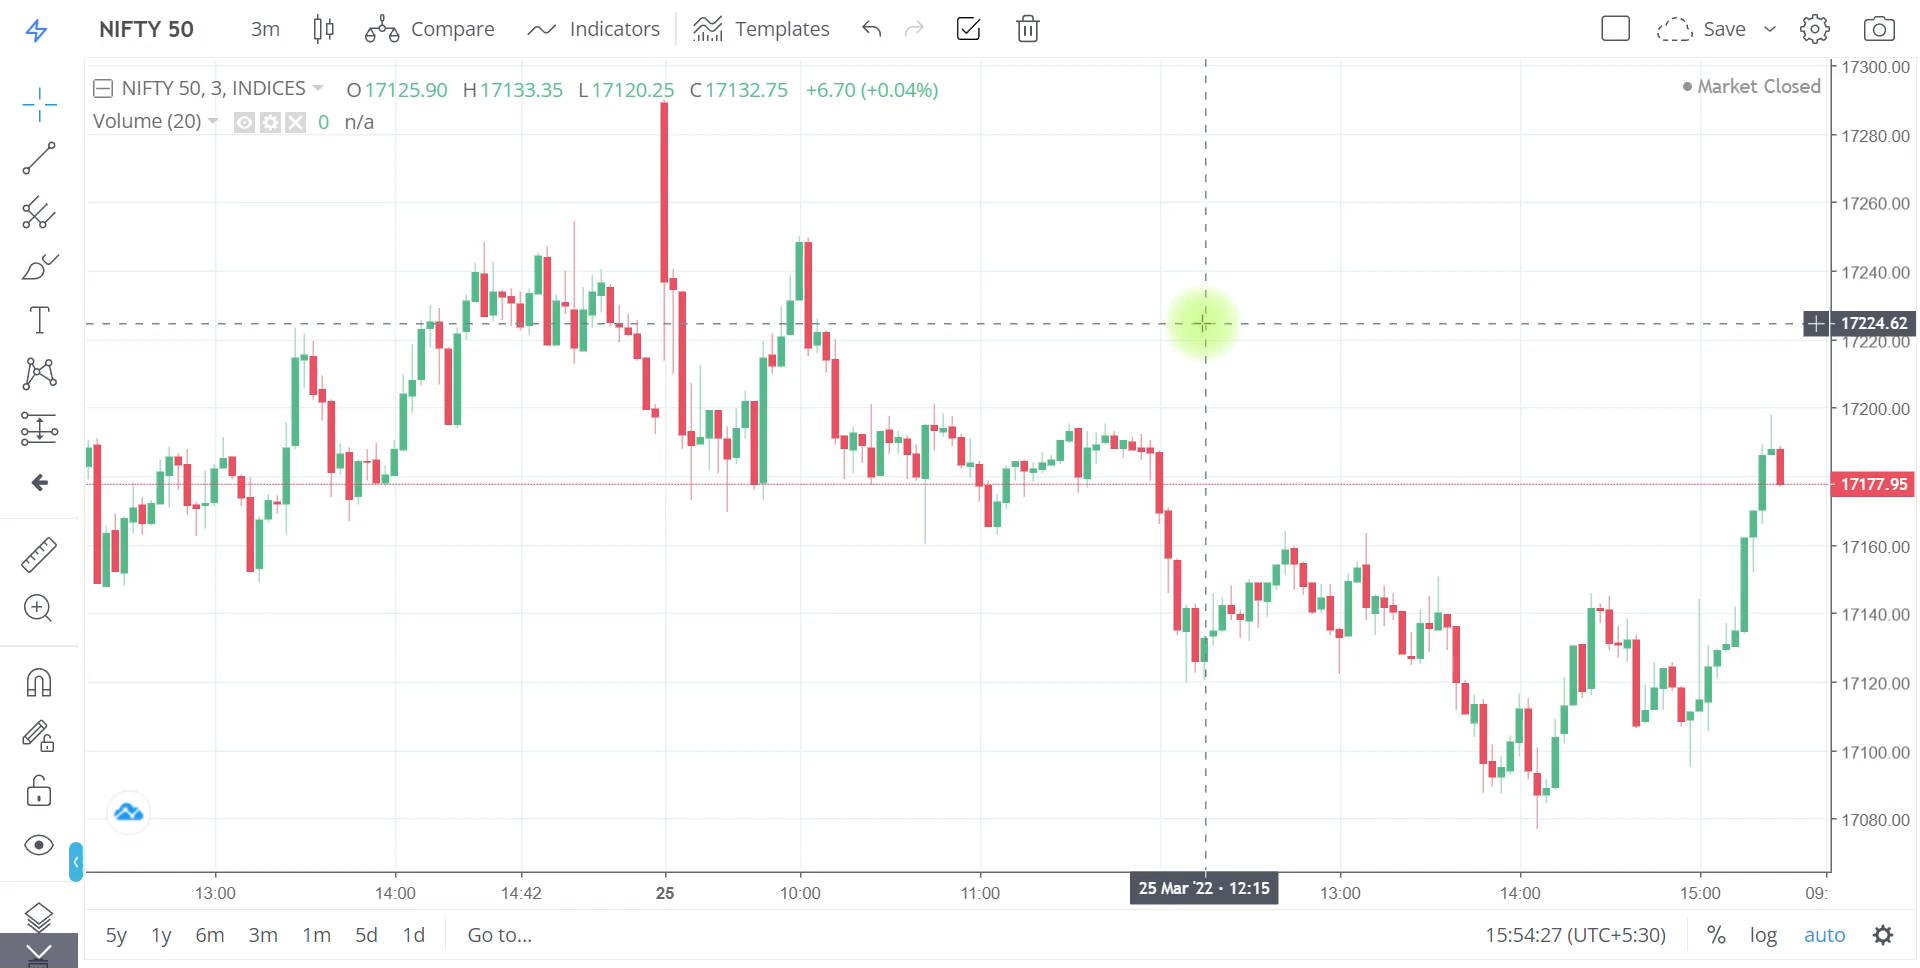 NIFTY 50 3m Compare Indicators Templates Save
NIFTY 50, 3, INDICES O17125.90 H17133.35 L17120.25 C17132.75 +6.70 (+0.04%)
Market Closed
Volume (20) 0 n/a
17300.00
17280.00
17260.00
17240.00
17224.62
17220.00
17200.00
17177.95
17160.00
17140.00
17120.00
17100.00
17080.00
13:00 14:00 14:42 25 10:00 11:00 25 Mar '22 · 12:15 13:00 14:00 15:00 09:
5y 1y 6m 3m 1m 5d 1d Go to... 15:54:27 (UTC+5:30) % log auto